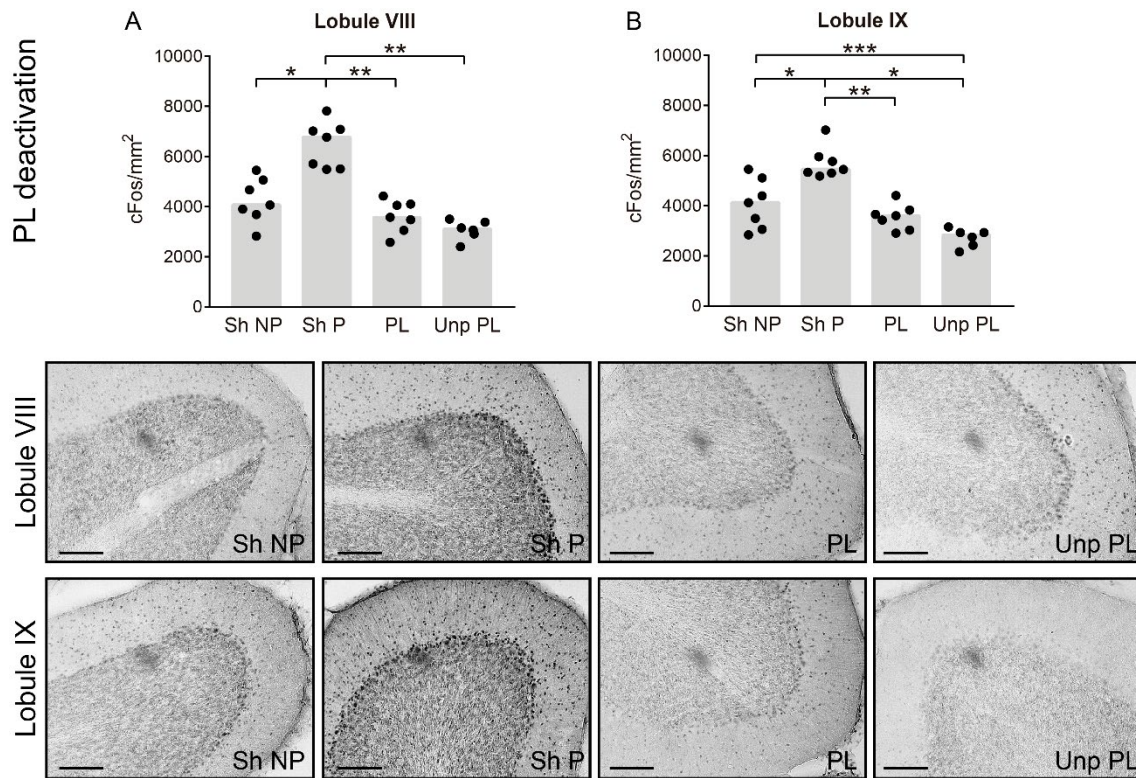 PL deactivation
A
Lobule VIII
cFos/mm²
10000
8000
6000
4000
2000
0
*
**
**
Sh NP Sh P PL Unp PL
B
Lobule IX
cFos/mm²
10000
8000
6000
4000
2000
0
***
*
*
**
Sh NP Sh P PL Unp PL
Lobule VIII
Sh NP
Sh P
PL
Unp PL
Lobule IX
Sh NP
Sh P
PL
Unp PL